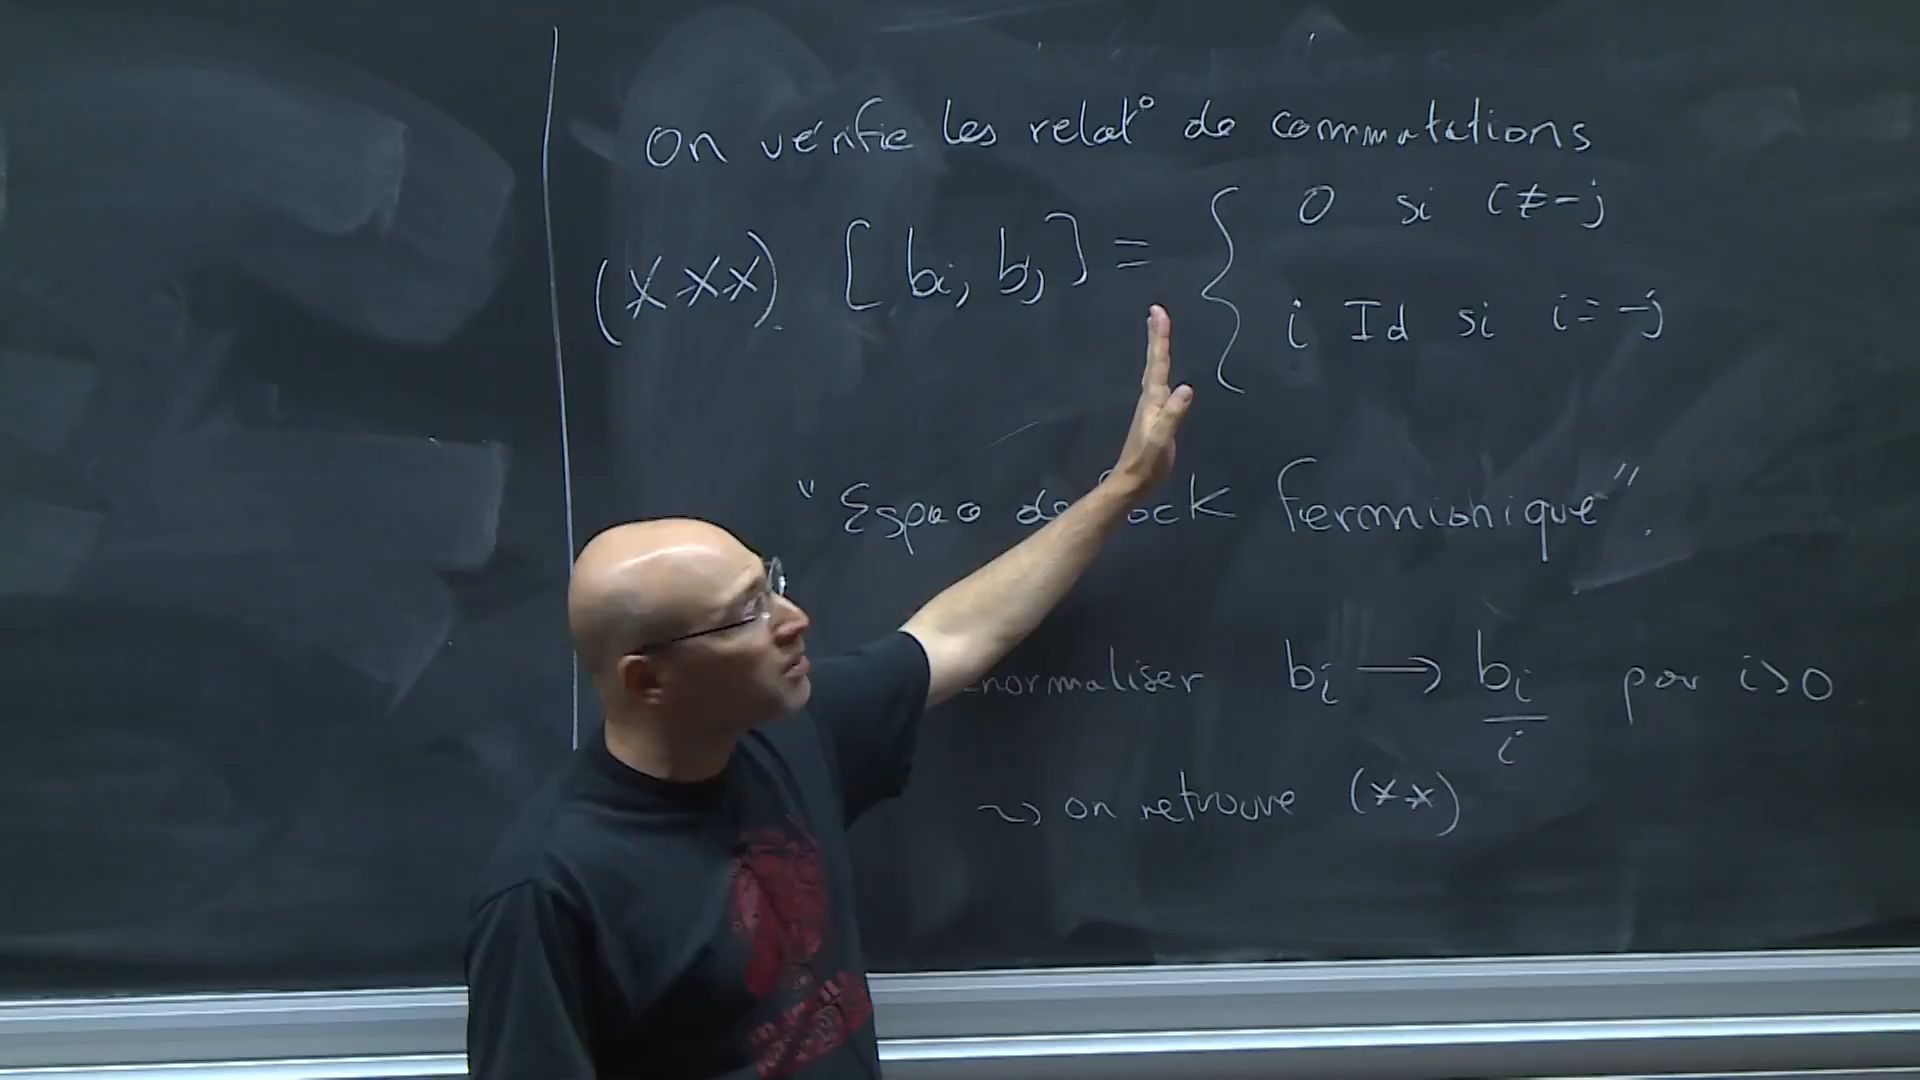 On vérifie les relat° de commutations
(***). [bi, bj] = { 0 si i ≠ -j
i Id si i = -j
"Espace de Fock Fermionique".
normaliser bi → bi/i pour i>0
~> on retrouve (**)